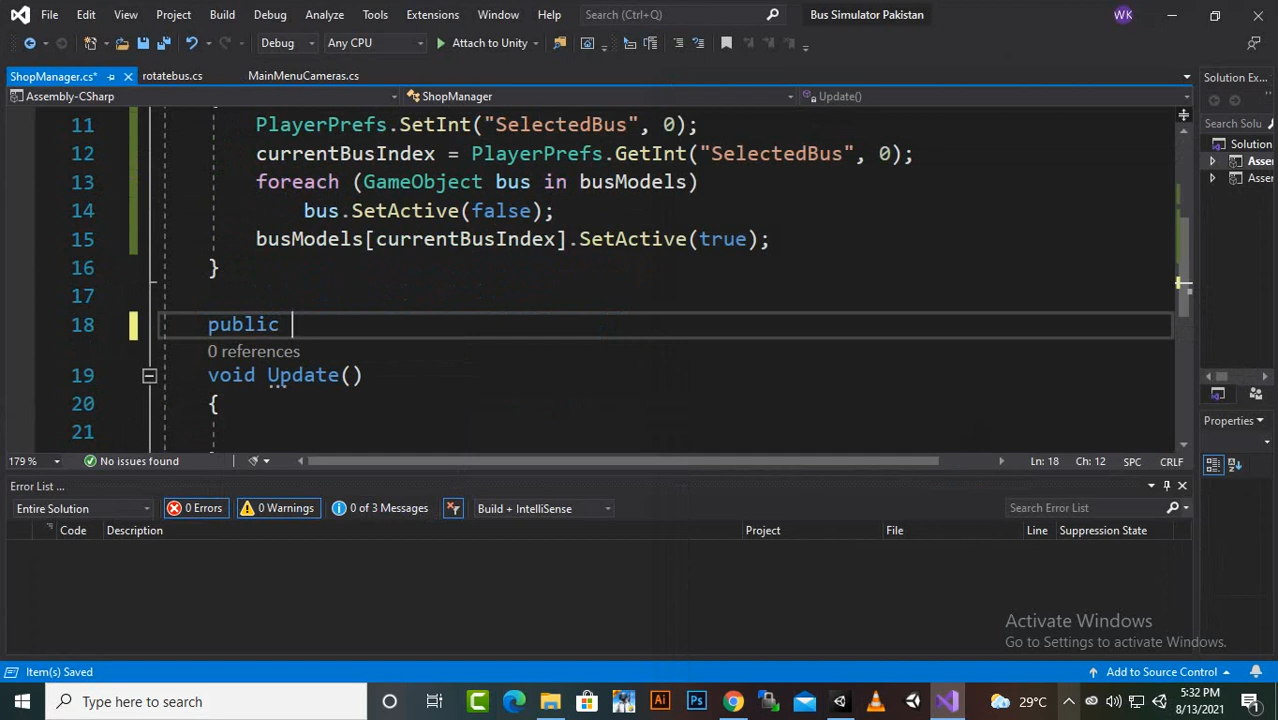 File Edit View Git Project Build Debug Analyze Tools Extensions Window Help Search (Ctrl+Q) Bus Simulator Pakistan WK
Debug Any CPU Attach to Unity
ShopManager.cs* rotatebus.cs MainMenuCameras.cs Solution Ex...
Assembly-CSharp ShopManager Update()
Search Solu
Solution
Asser
Asser
11 PlayerPrefs.SetInt("SelectedBus", 0);
12 currentBusIndex = PlayerPrefs.GetInt("SelectedBus", 0);
13 foreach (GameObject bus in busModels)
14 bus.SetActive(false);
15 busModels[currentBusIndex].SetActive(true);
16 }
17
18 public
0 references
19 void Update()
20 {
21
Properties
179 % No issues found Ln: 18 Ch: 12 SPC CRLF
Error List ...
Entire Solution 0 Errors 0 Warnings 0 of 3 Messages Build + IntelliSense Search Error List
Code Description Project File Line Suppression State
Activate Windows
Go to Settings to activate Windows.
Item(s) Saved Add to Source Control
Type here to search 29°C 5:32 PM
8/13/2021